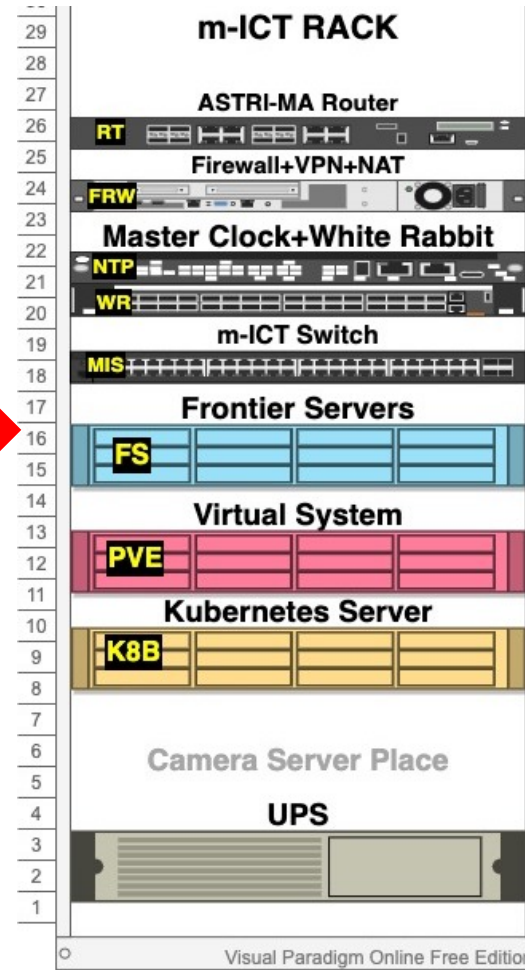 29
m-ICT RACK
28
27
ASTRI-MA Router
26
RT
25
Firewall+VPN+NAT
24
FRW
23
Master Clock+White Rabbit
22
NTP
21
WR
20
m-ICT Switch
19
MIS
18
17
Frontier Servers
16
FS
15
14
Virtual System
13
PVE
12
11
Kubernetes Server
10
K8B
9
8
7
6
Camera Server Place
5
4
UPS
3
2
1
Visual Paradigm Online Free Editio